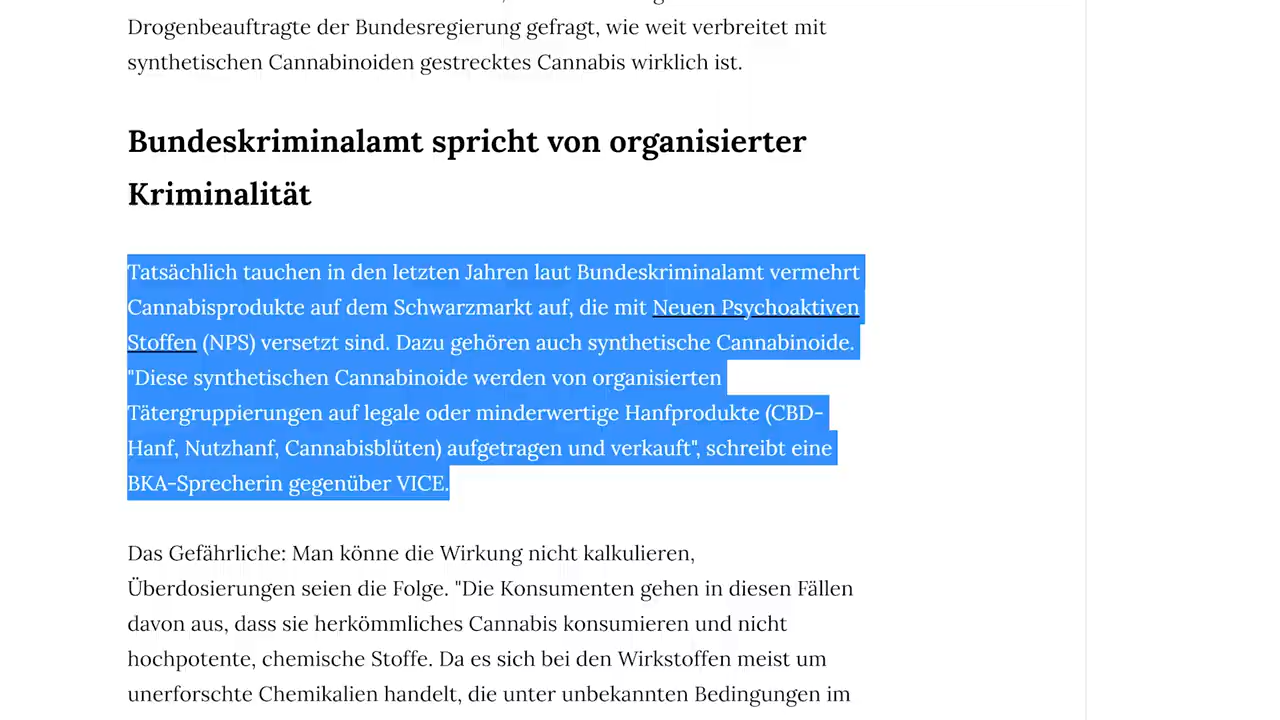 Drogenbeauftragte der Bundesregierung gefragt, wie weit verbreitet mit
synthetischen Cannabinoiden gestrecktes Cannabis wirklich ist.
Bundeskriminalamt spricht von organisierter
Kriminalität
Tatsächlich tauchen in den letzten Jahren laut Bundeskriminalamt vermehrt
Cannabisprodukte auf dem Schwarzmarkt auf, die mit Neuen Psychoaktiven
Stoffen (NPS) versetzt sind. Dazu gehören auch synthetische Cannabinoide.
"Diese synthetischen Cannabinoide werden von organisierten
Tätergruppierungen auf legale oder minderwertige Hanfprodukte (CBD-
Hanf, Nutzhanf, Cannabisblüten) aufgetragen und verkauft", schreibt eine
BKA-Sprecherin gegenüber VICE.
Das Gefährliche: Man könne die Wirkung nicht kalkulieren,
Überdosierungen seien die Folge. "Die Konsumenten gehen in diesen Fällen
davon aus, dass sie herkömmliches Cannabis konsumieren und nicht
hochpotente, chemische Stoffe. Da es sich bei den Wirkstoffen meist um
unerforschte Chemikalien handelt, die unter unbekannten Bedingungen im